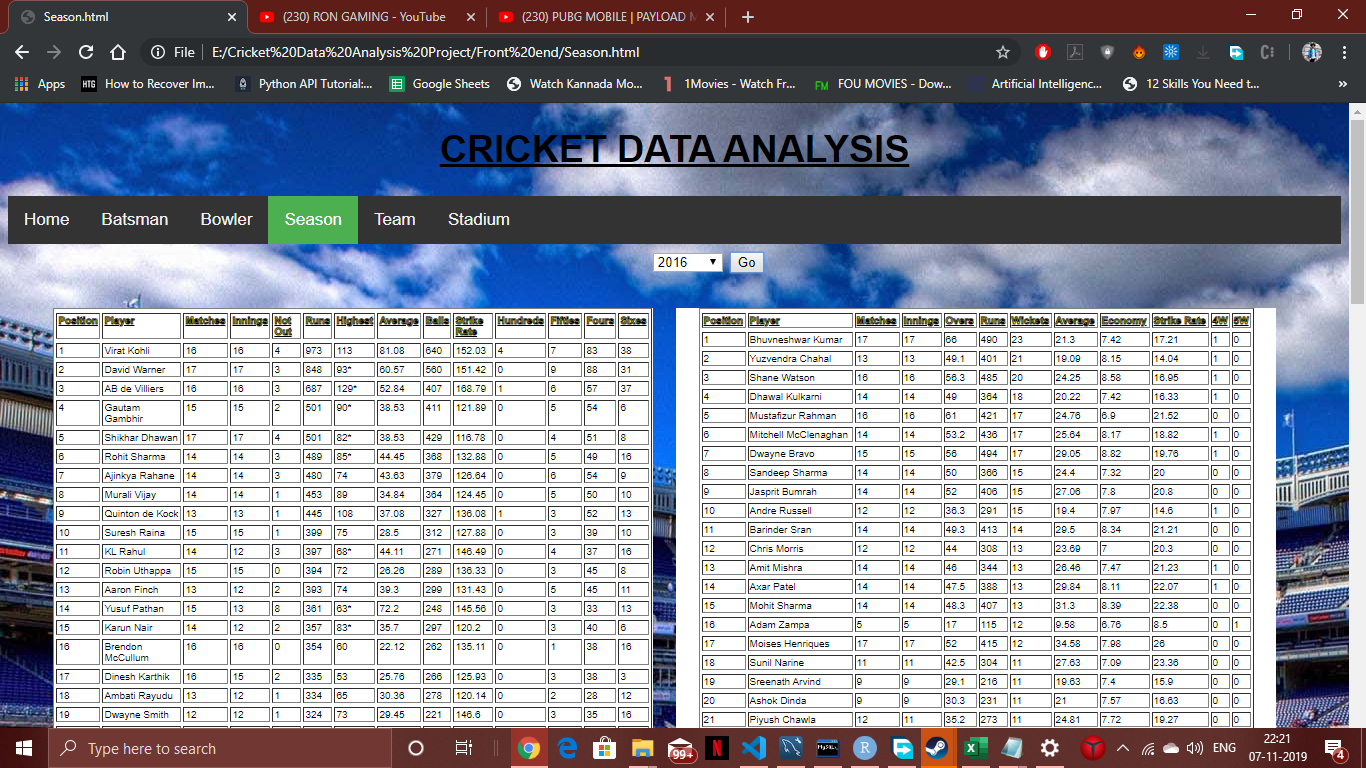 Season.html
(230) RON GAMING - YouTube
(230) PUBG MOBILE | PAYLOAD M
File
E:/Cricket%20Data%20Analysis%20Project/Front%20end/Season.html
Apps
HTG How to Recover Im...
Python API Tutorial:...
Google Sheets
Watch Kannada Mo...
1 1Movies - Watch Fr...
FM FOU MOVIES - Dow...
Artificial Intelligenc...
12 Skills You Need t...
CRICKET DATA ANALYSIS
Home Batsman Bowler Season Team Stadium
2016 Go
Position Player Matches Innings Not Out Runs Highest Average Balls Strike Rate Hundreds Fifties Fours Sixes
1 Virat Kohli 16 16 4 973 113 81.08 640 152.03 4 7 83 38
2 David Warner 17 17 3 848 93* 60.57 560 151.42 0 9 88 31
3 AB de Villiers 16 16 3 687 129* 52.84 407 168.79 1 6 57 37
4 Gautam Gambhir 15 15 2 501 90* 38.53 411 121.89 0 5 54 6
5 Shikhar Dhawan 17 17 4 501 82* 38.53 429 116.78 0 4 51 8
6 Rohit Sharma 14 14 3 489 85* 44.45 368 132.88 0 5 49 16
7 Ajinkya Rahane 14 14 3 480 74 43.63 379 126.64 0 6 54 9
8 Murali Vijay 14 14 1 453 89 34.84 364 124.45 0 5 50 10
9 Quinton de Kock 13 13 1 445 108 37.08 327 136.08 1 3 52 13
10 Suresh Raina 15 15 1 399 75 28.5 312 127.88 0 3 39 10
11 KL Rahul 14 12 3 397 68* 44.11 271 146.49 0 4 37 16
12 Robin Uthappa 15 15 0 394 72 26.26 289 136.33 0 3 45 8
13 Aaron Finch 13 12 2 393 74 39.3 299 131.43 0 5 45 11
14 Yusuf Pathan 15 13 8 361 63* 72.2 248 145.56 0 3 33 13
15 Karun Nair 14 12 2 357 83* 35.7 297 120.2 0 3 40 6
16 Brendon McCullum 16 16 0 354 60 22.12 262 135.11 0 1 38 16
17 Dinesh Karthik 16 15 2 335 53 25.76 266 125.93 0 3 38 3
18 Ambati Rayudu 13 12 1 334 65 30.36 278 120.14 0 2 28 12
19 Dwayne Smith 12 12 1 324 73 29.45 221 146.6 0 3 35 16
Position Player Matches Innings Overs Runs Wickets Average Economy Strike Rate 4W 5W
1 Bhuvneshwar Kumar 17 17 66 490 23 21.3 7.42 17.21 1 0
2 Yuzvendra Chahal 13 13 49.1 401 21 19.09 8.15 14.04 1 0
3 Shane Watson 16 16 56.3 485 20 24.25 8.58 16.95 1 0
4 Dhawal Kulkarni 14 14 49 364 18 20.22 7.42 16.33 1 0
5 Mustafizur Rahman 16 16 61 421 17 24.76 6.9 21.52 0 0
6 Mitchell McClenaghan 14 14 53.2 436 17 25.64 8.17 18.82 1 0
7 Dwayne Bravo 15 15 56 494 17 29.05 8.82 19.76 1 0
8 Sandeep Sharma 14 14 50 366 15 24.4 7.32 20 0 0
9 Jasprit Bumrah 14 14 52 406 15 27.06 7.8 20.8 0 0
10 Andre Russell 12 12 36.3 291 15 19.4 7.97 14.6 1 0
11 Barinder Sran 14 14 49.3 413 14 29.5 8.34 21.21 0 0
12 Chris Morris 12 12 44 308 13 23.69 7 20.3 0 0
13 Amit Mishra 14 14 46 344 13 26.46 7.47 21.23 1 0
14 Axar Patel 14 14 47.5 388 13 29.84 8.11 22.07 1 0
15 Mohit Sharma 14 14 48.3 407 13 31.3 8.39 22.38 0 0
16 Adam Zampa 5 5 17 115 12 9.58 6.76 8.5 0 1
17 Moises Henriques 17 17 52 415 12 34.58 7.98 26 0 0
18 Sunil Narine 11 11 42.5 304 11 27.63 7.09 23.36 0 0
19 Sreenath Arvind 9 9 29.1 216 11 19.63 7.4 15.9 0 0
20 Ashok Dinda 9 9 30.3 231 11 21 7.57 16.63 0 0
21 Piyush Chawla 12 11 35.2 273 11 24.81 7.72 19.27 0 0
Type here to search
99+
ENG
22:21
07-11-2019
4